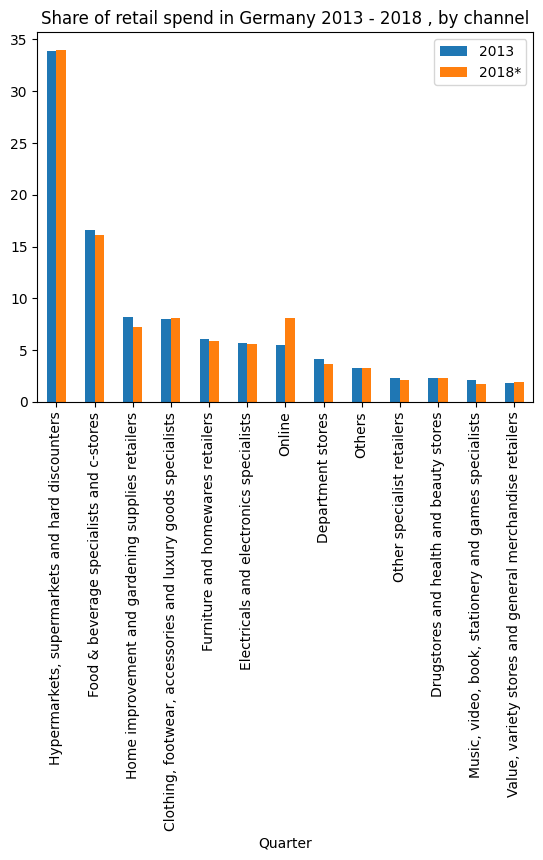 Share of retail spend in Germany 2013 - 2018 , by channel
35
30
25
20
15
10
5
0
2013
2018*
Hypermarkets, supermarkets and hard discounters
Food & beverage specialists and c-stores
Home improvement and gardening supplies retailers
Clothing, footwear, accessories and luxury goods specialists
Furniture and homewares retailers
Electricals and electronics specialists
Online
Department stores
Others
Other specialist retailers
Drugstores and health and beauty stores
Music, video, book, stationery and games specialists
Value, variety stores and general merchandise retailers
Quarter